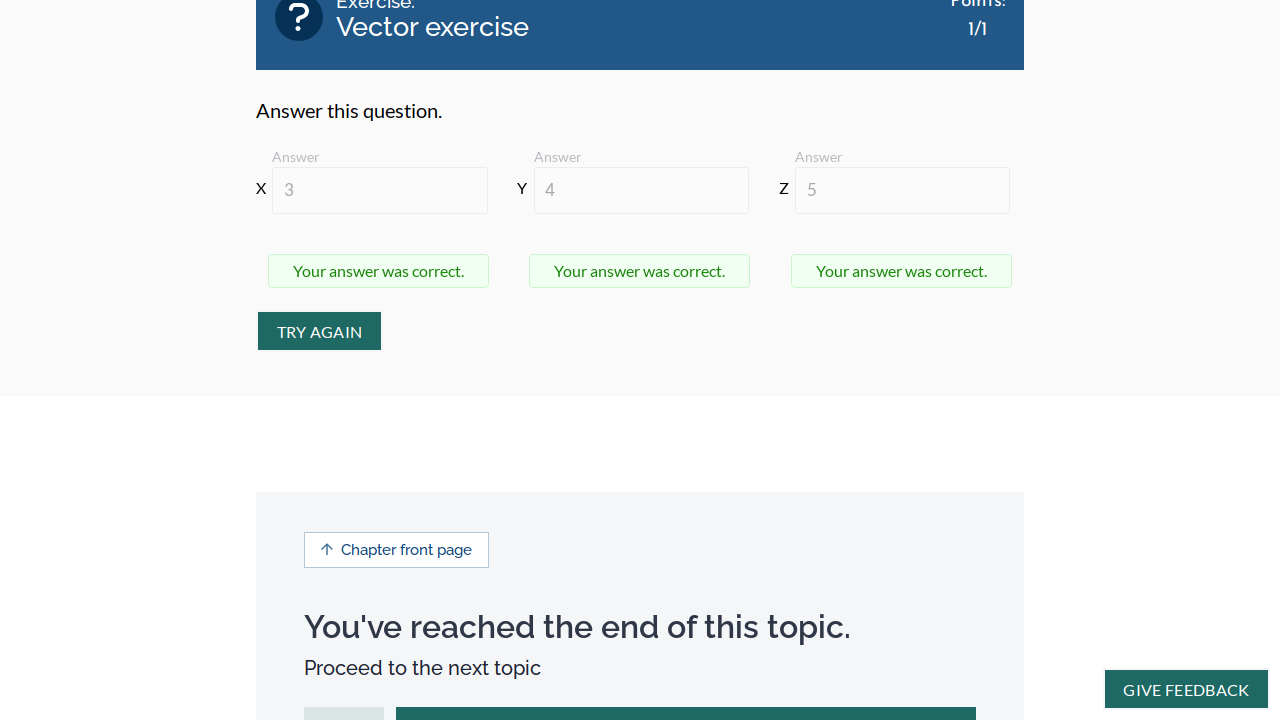 Exercise:
Vector exercise
Points:
1/1
Answer this question.
Answer Answer Answer
X 3 Y 4 Z 5
Your answer was correct. Your answer was correct. Your answer was correct.
TRY AGAIN
Chapter front page
You've reached the end of this topic.
Proceed to the next topic
GIVE FEEDBACK